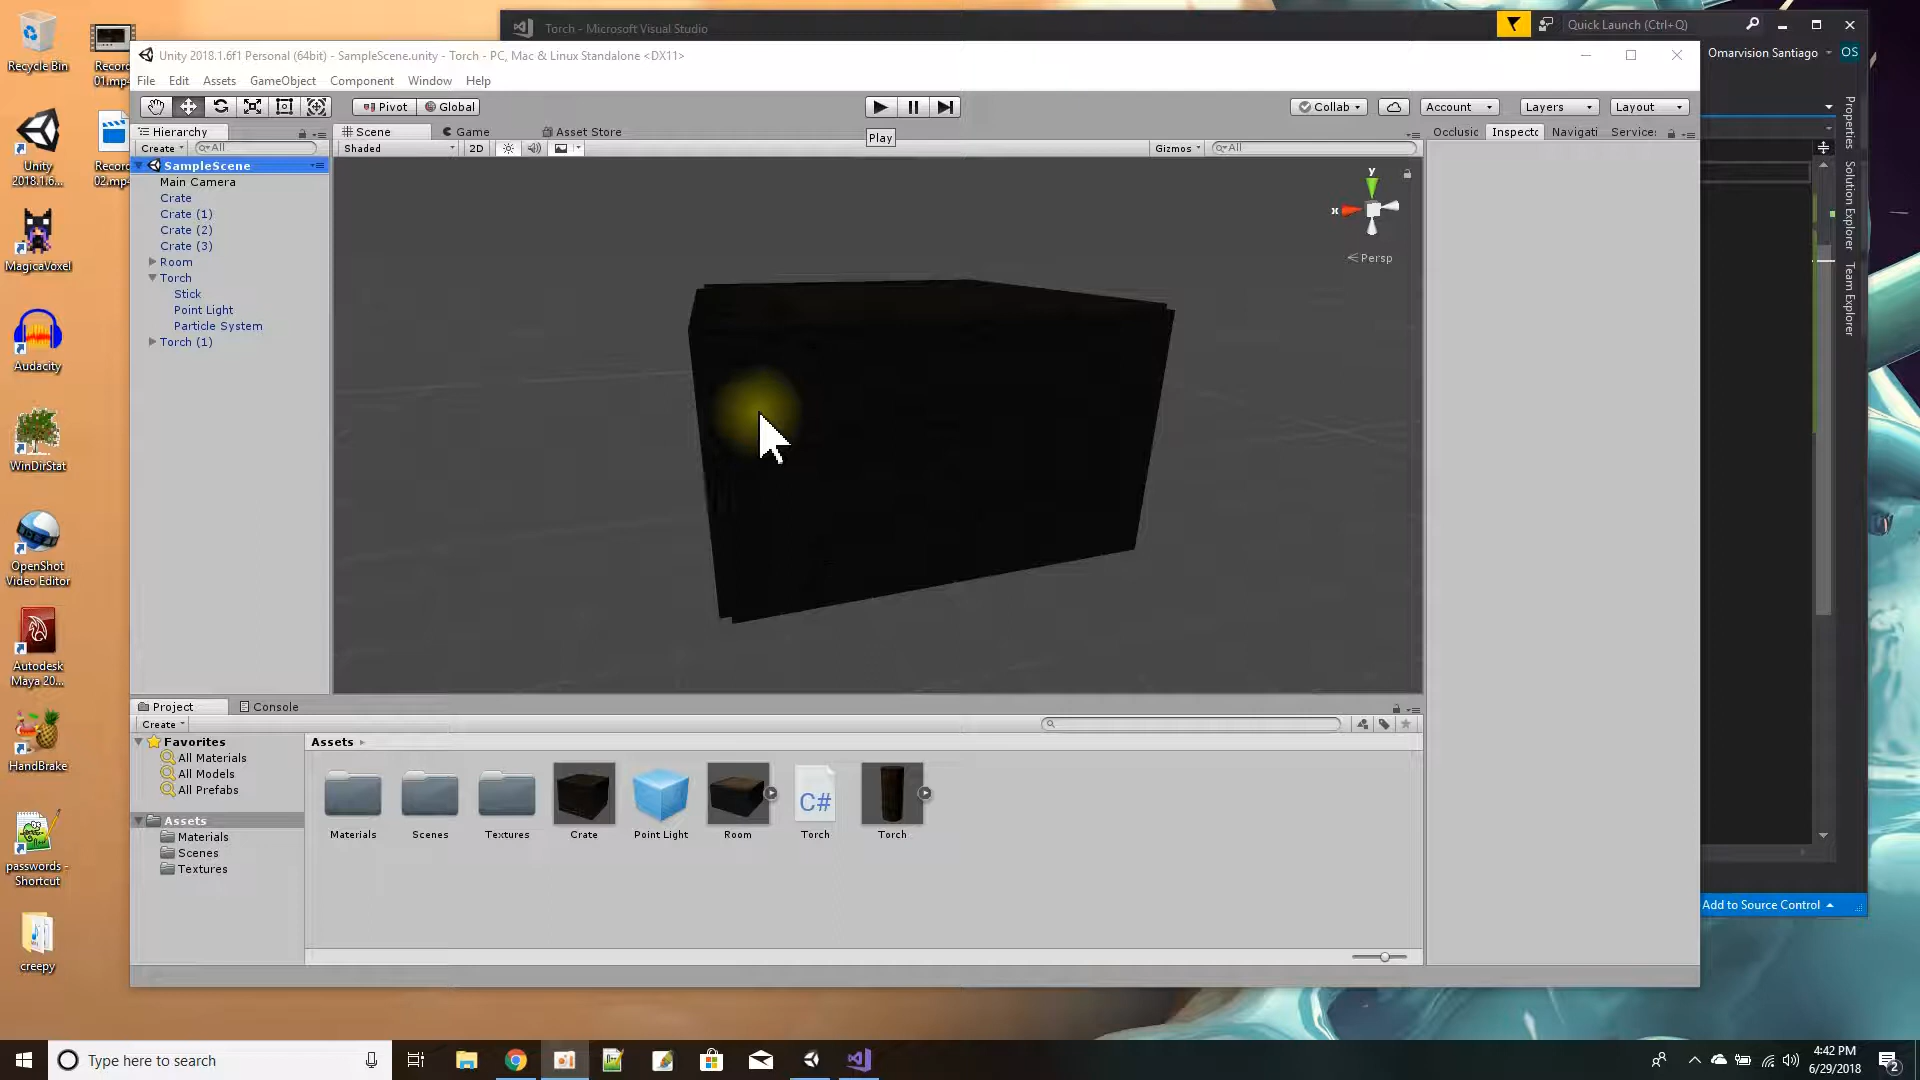 Torch - Microsoft Visual Studio
Quick Launch (Ctrl+Q)
Omarvision Santiago
OS
Unity 2018.1.6f1 Personal (64bit) - SampleScene.unity - Torch - PC, Mac & Linux Standalone <DX11>
File Edit Assets GameObject Component Window Help
Pivot Global
Collab
Account
Layers
Layout
Play
Hierarchy
Create
All
SampleScene
Main Camera
Crate
Crate (1)
Crate (2)
Crate (3)
Room
Torch
Stick
Point Light
Particle System
Torch (1)
Scene
Game
Asset Store
Shaded
2D
Gizmos
All
y
x
Persp
Occlusic
Inspectc
Navigati
Service:
Properties
Solution Explorer
Team Explorer
Project
Console
Create
Favorites
All Materials
All Models
All Prefabs
Assets
Materials
Scenes
Textures
Assets
C#
Materials
Scenes
Textures
Crate
Point Light
Room
Torch
Torch
Add to Source Control
Recycle Bin
Recorc
01.mp4
Unity
2018.1.6...
Recorc
02.mp4
MagicaVoxel
Audacity
WinDirStat
OpenShot
Video Editor
Autodesk
Maya 20...
HandBrake
passwords -
Shortcut
creepy
Type here to search
4:42 PM
6/29/2018
2